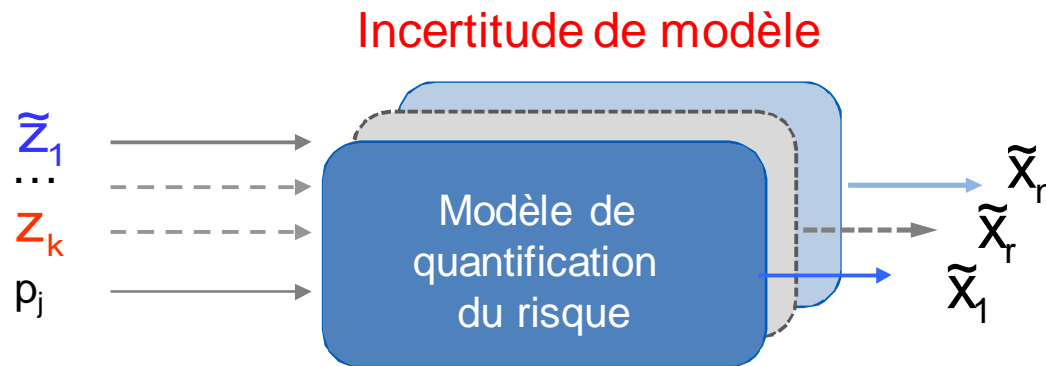 Incertitude de modèle
z̃₁
...
zₖ
pⱼ
Modèle de
quantification
du risque
x̃ₙ
x̃ᵣ
x̃₁